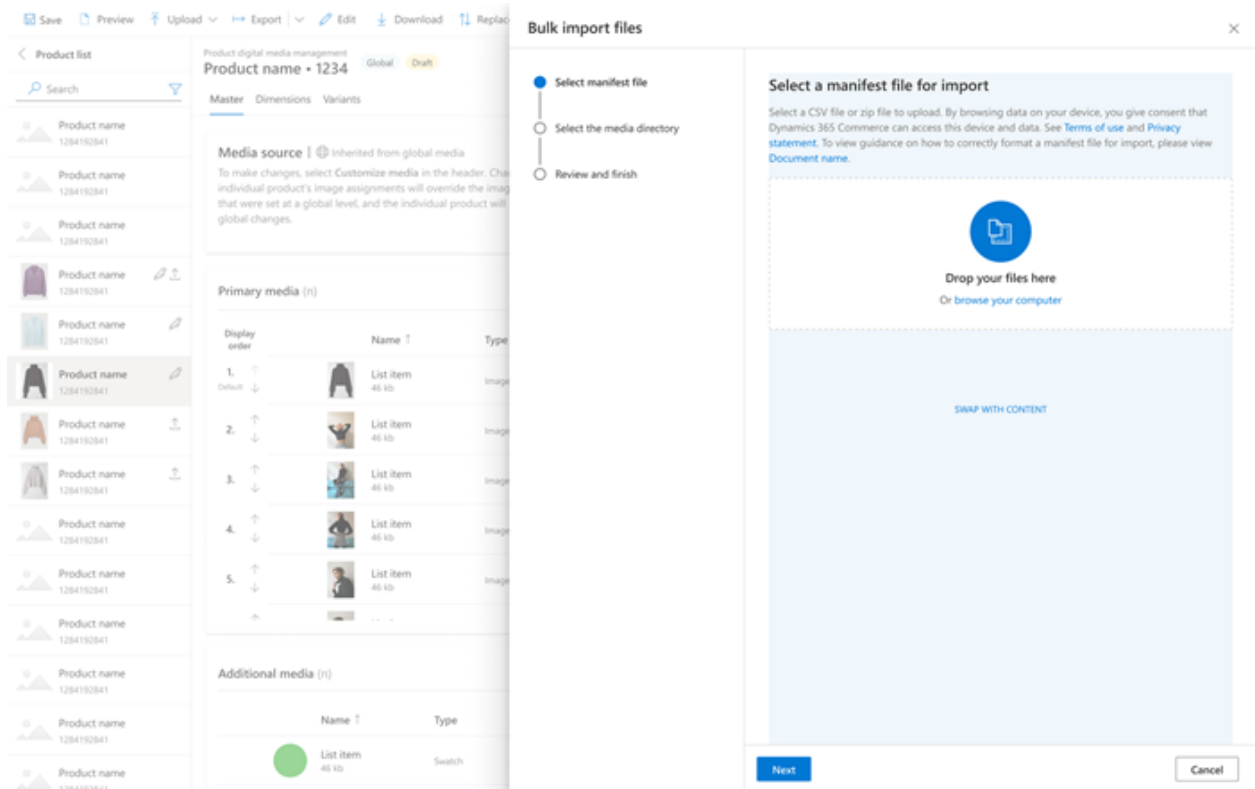 Save
Preview
Upload
Export
Edit
Download
Bulk import files
Product list
Search
Product name
1284192841
Product name
1284192841
Product name
1284192841
Product name
1284192841
Product name
1284192841
Product name
1284192841
Product name
1284192841
Product name
1284192841
Product name
1284192841
Product name
1284192841
Product name
1284192841
Product name
1284192841
Product name
1284192841
Product name
Product digital media management
Product name • 1234
Global
Draft
Master Dimensions Variants
Media source | Inherited from global media
To make changes, select Customize media in the header.
individual product's image assignments will override the
that were set at a global level, and the individual product will
global changes.
Primary media (n)
Display
order
Name ↑
Type
1.
Default
List item
46 kb
Image
2.
List item
46 kb
Image
3.
List item
46 kb
Image
4.
List item
46 kb
Image
5.
List item
46 kb
Image
Additional media (n)
Name ↑
Type
List item
46 kb
Swatch
Select manifest file
Select the media directory
Review and finish
Select a manifest file for import
Select a CSV file or zip file to upload. By browsing data on your device, you give consent that
Dynamics 365 Commerce can access this device and data. See Terms of use and Privacy
statement. To view guidance on how to correctly format a manifest file for import, please view
Document name.
Drop your files here
Or browse your computer
SWAP WITH CONTENT
Next
Cancel